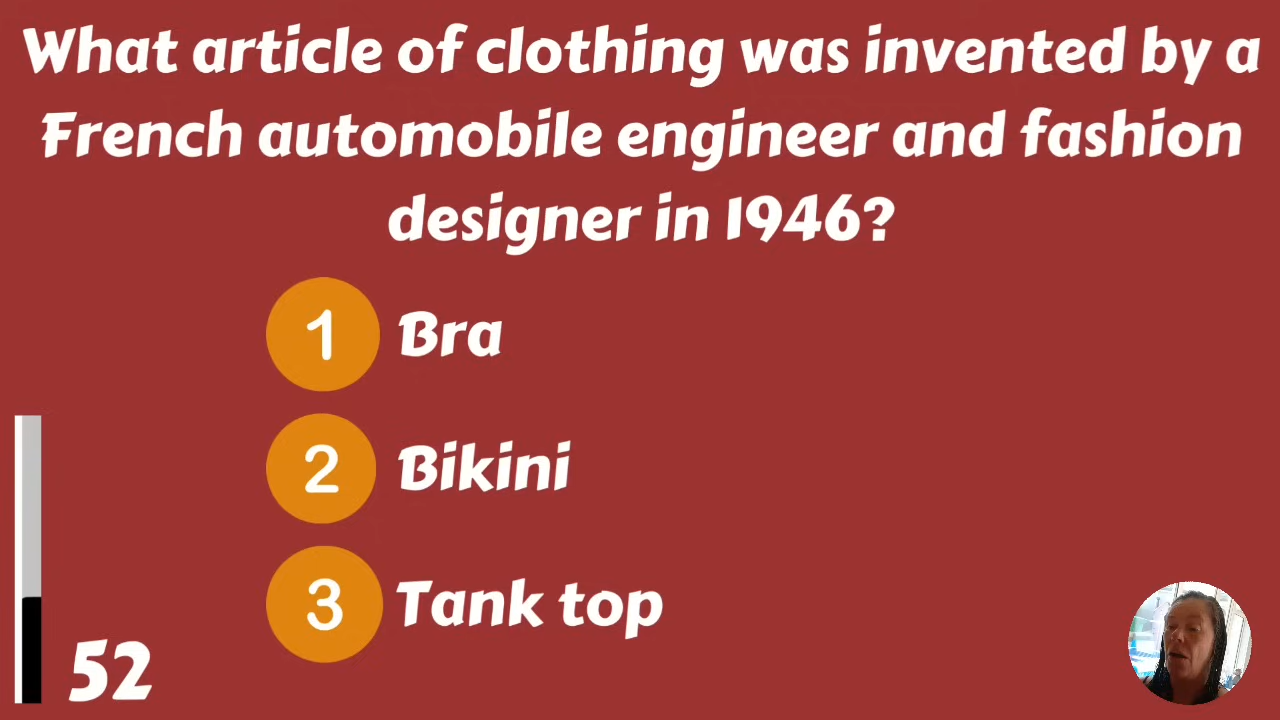 What article of clothing was invented by a
French automobile engineer and fashion
designer in 1946?
1 Bra
2 Bikini
3 Tank top
52